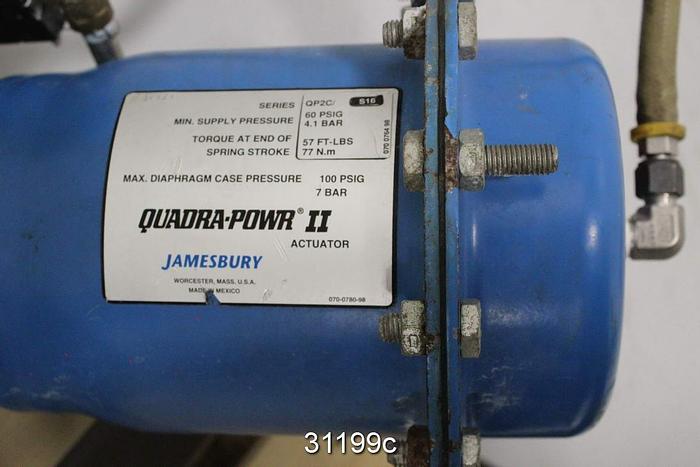 SERIES QP2C/ S16
MIN. SUPPLY PRESSURE 60 PSIG
4.1 BAR
TORQUE AT END OF 57 FT-LBS
SPRING STROKE 77 N.m
070 0764 98
MAX. DIAPHRAGM CASE PRESSURE 100 PSIG
7 BAR
QUADRA-POWR® II
ACTUATOR
JAMESBURY
WORCESTER, MASS. U.S.A.
MADE IN MEXICO
070-0780-98
31199c